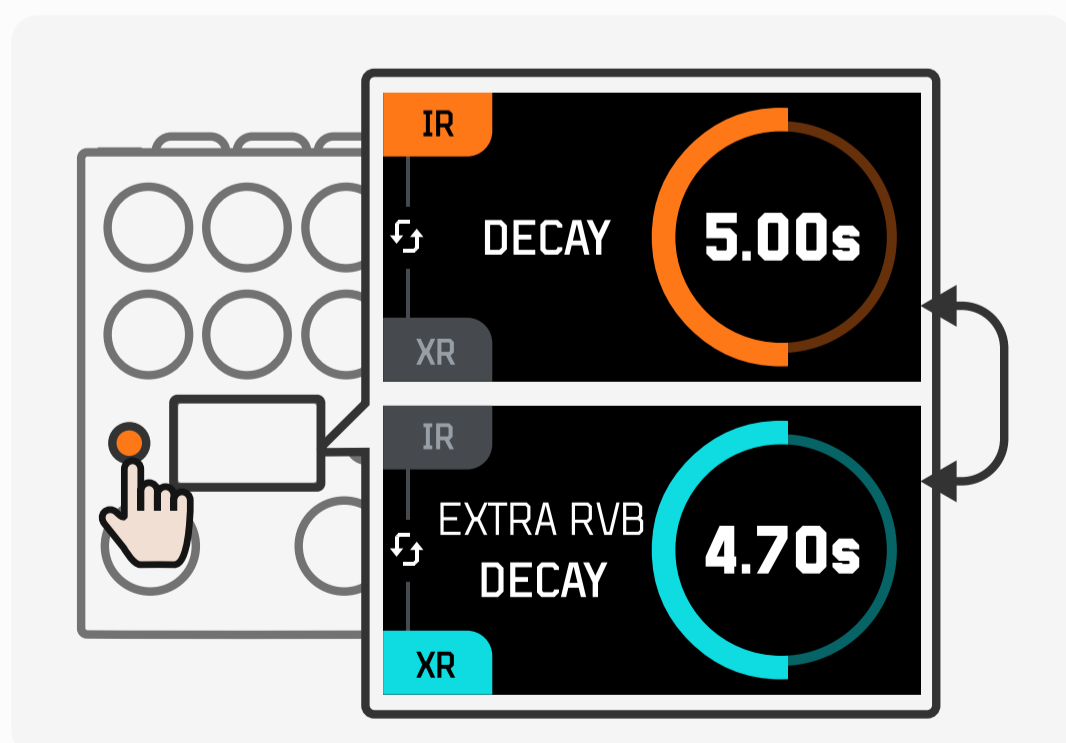 IR
DECAY
5.00s
XR
IR
EXTRA RVB
DECAY
4.70s
XR